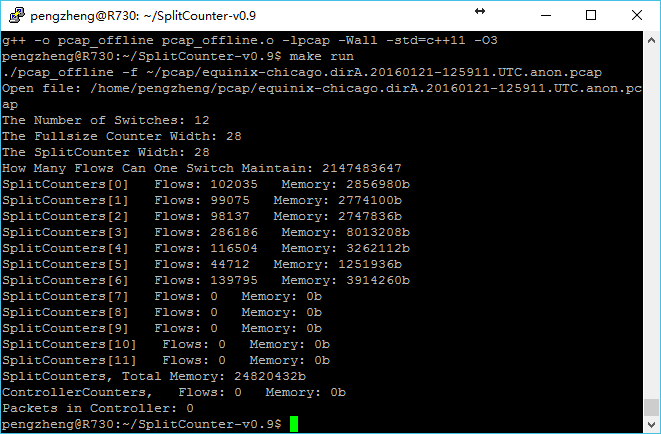 pengzheng@R730: ~/SplitCounter-v0.9
g++ -o pcap_offline pcap_offline.o -lpcap -Wall -std=c++11 -O3
pengzheng@R730:~/SplitCounter-v0.9$ make run
./pcap_offline -f ~/pcap/equinix-chicago.dirA.20160121-125911.UTC.anon.pcap
Open file: /home/pengzheng/pcap/equinix-chicago.dirA.20160121-125911.UTC.anon.pc
ap
The Number of Switches: 12
The Fullsize Counter Width: 28
The SplitCounter Width: 28
How Many Flows Can One Switch Maintain: 2147483647
SplitCounters[0]   Flows: 102035   Memory: 2856980b
SplitCounters[1]   Flows: 99075   Memory: 2774100b
SplitCounters[2]   Flows: 98137   Memory: 2747836b
SplitCounters[3]   Flows: 286186   Memory: 8013208b
SplitCounters[4]   Flows: 116504   Memory: 3262112b
SplitCounters[5]   Flows: 44712   Memory: 1251936b
SplitCounters[6]   Flows: 139795   Memory: 3914260b
SplitCounters[7]   Flows: 0   Memory: 0b
SplitCounters[8]   Flows: 0   Memory: 0b
SplitCounters[9]   Flows: 0   Memory: 0b
SplitCounters[10]   Flows: 0   Memory: 0b
SplitCounters[11]   Flows: 0   Memory: 0b
SplitCounters, Total Memory: 24820432b
ControllerCounters,   Flows: 0   Memory: 0b
Packets in Controller: 0
pengzheng@R730:~/SplitCounter-v0.9$